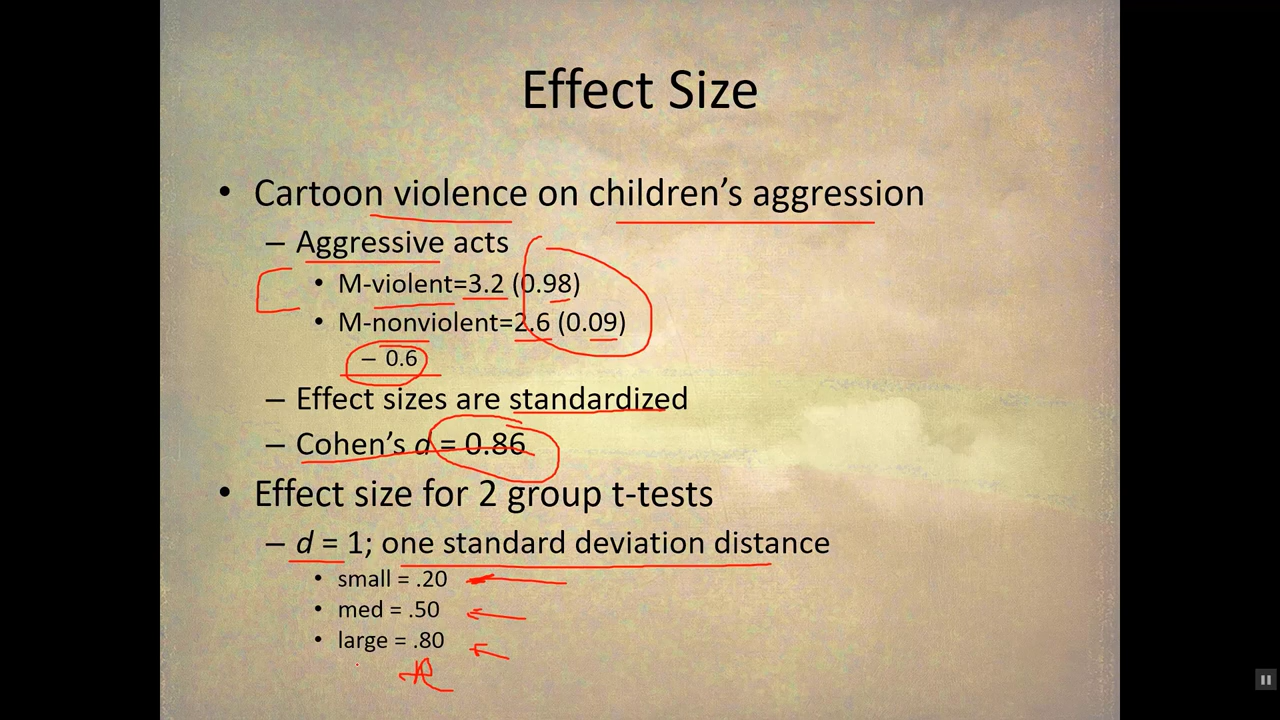 Effect Size
• Cartoon violence on children’s aggression
– Aggressive acts
• M-violent=3.2 (0.98)
• M-nonviolent=2.6 (0.09)
– 0.6
– Effect sizes are standardized
– Cohen’s d = 0.86
• Effect size for 2 group t-tests
– d = 1; one standard deviation distance
• small = .20
• med = .50
• large = .80